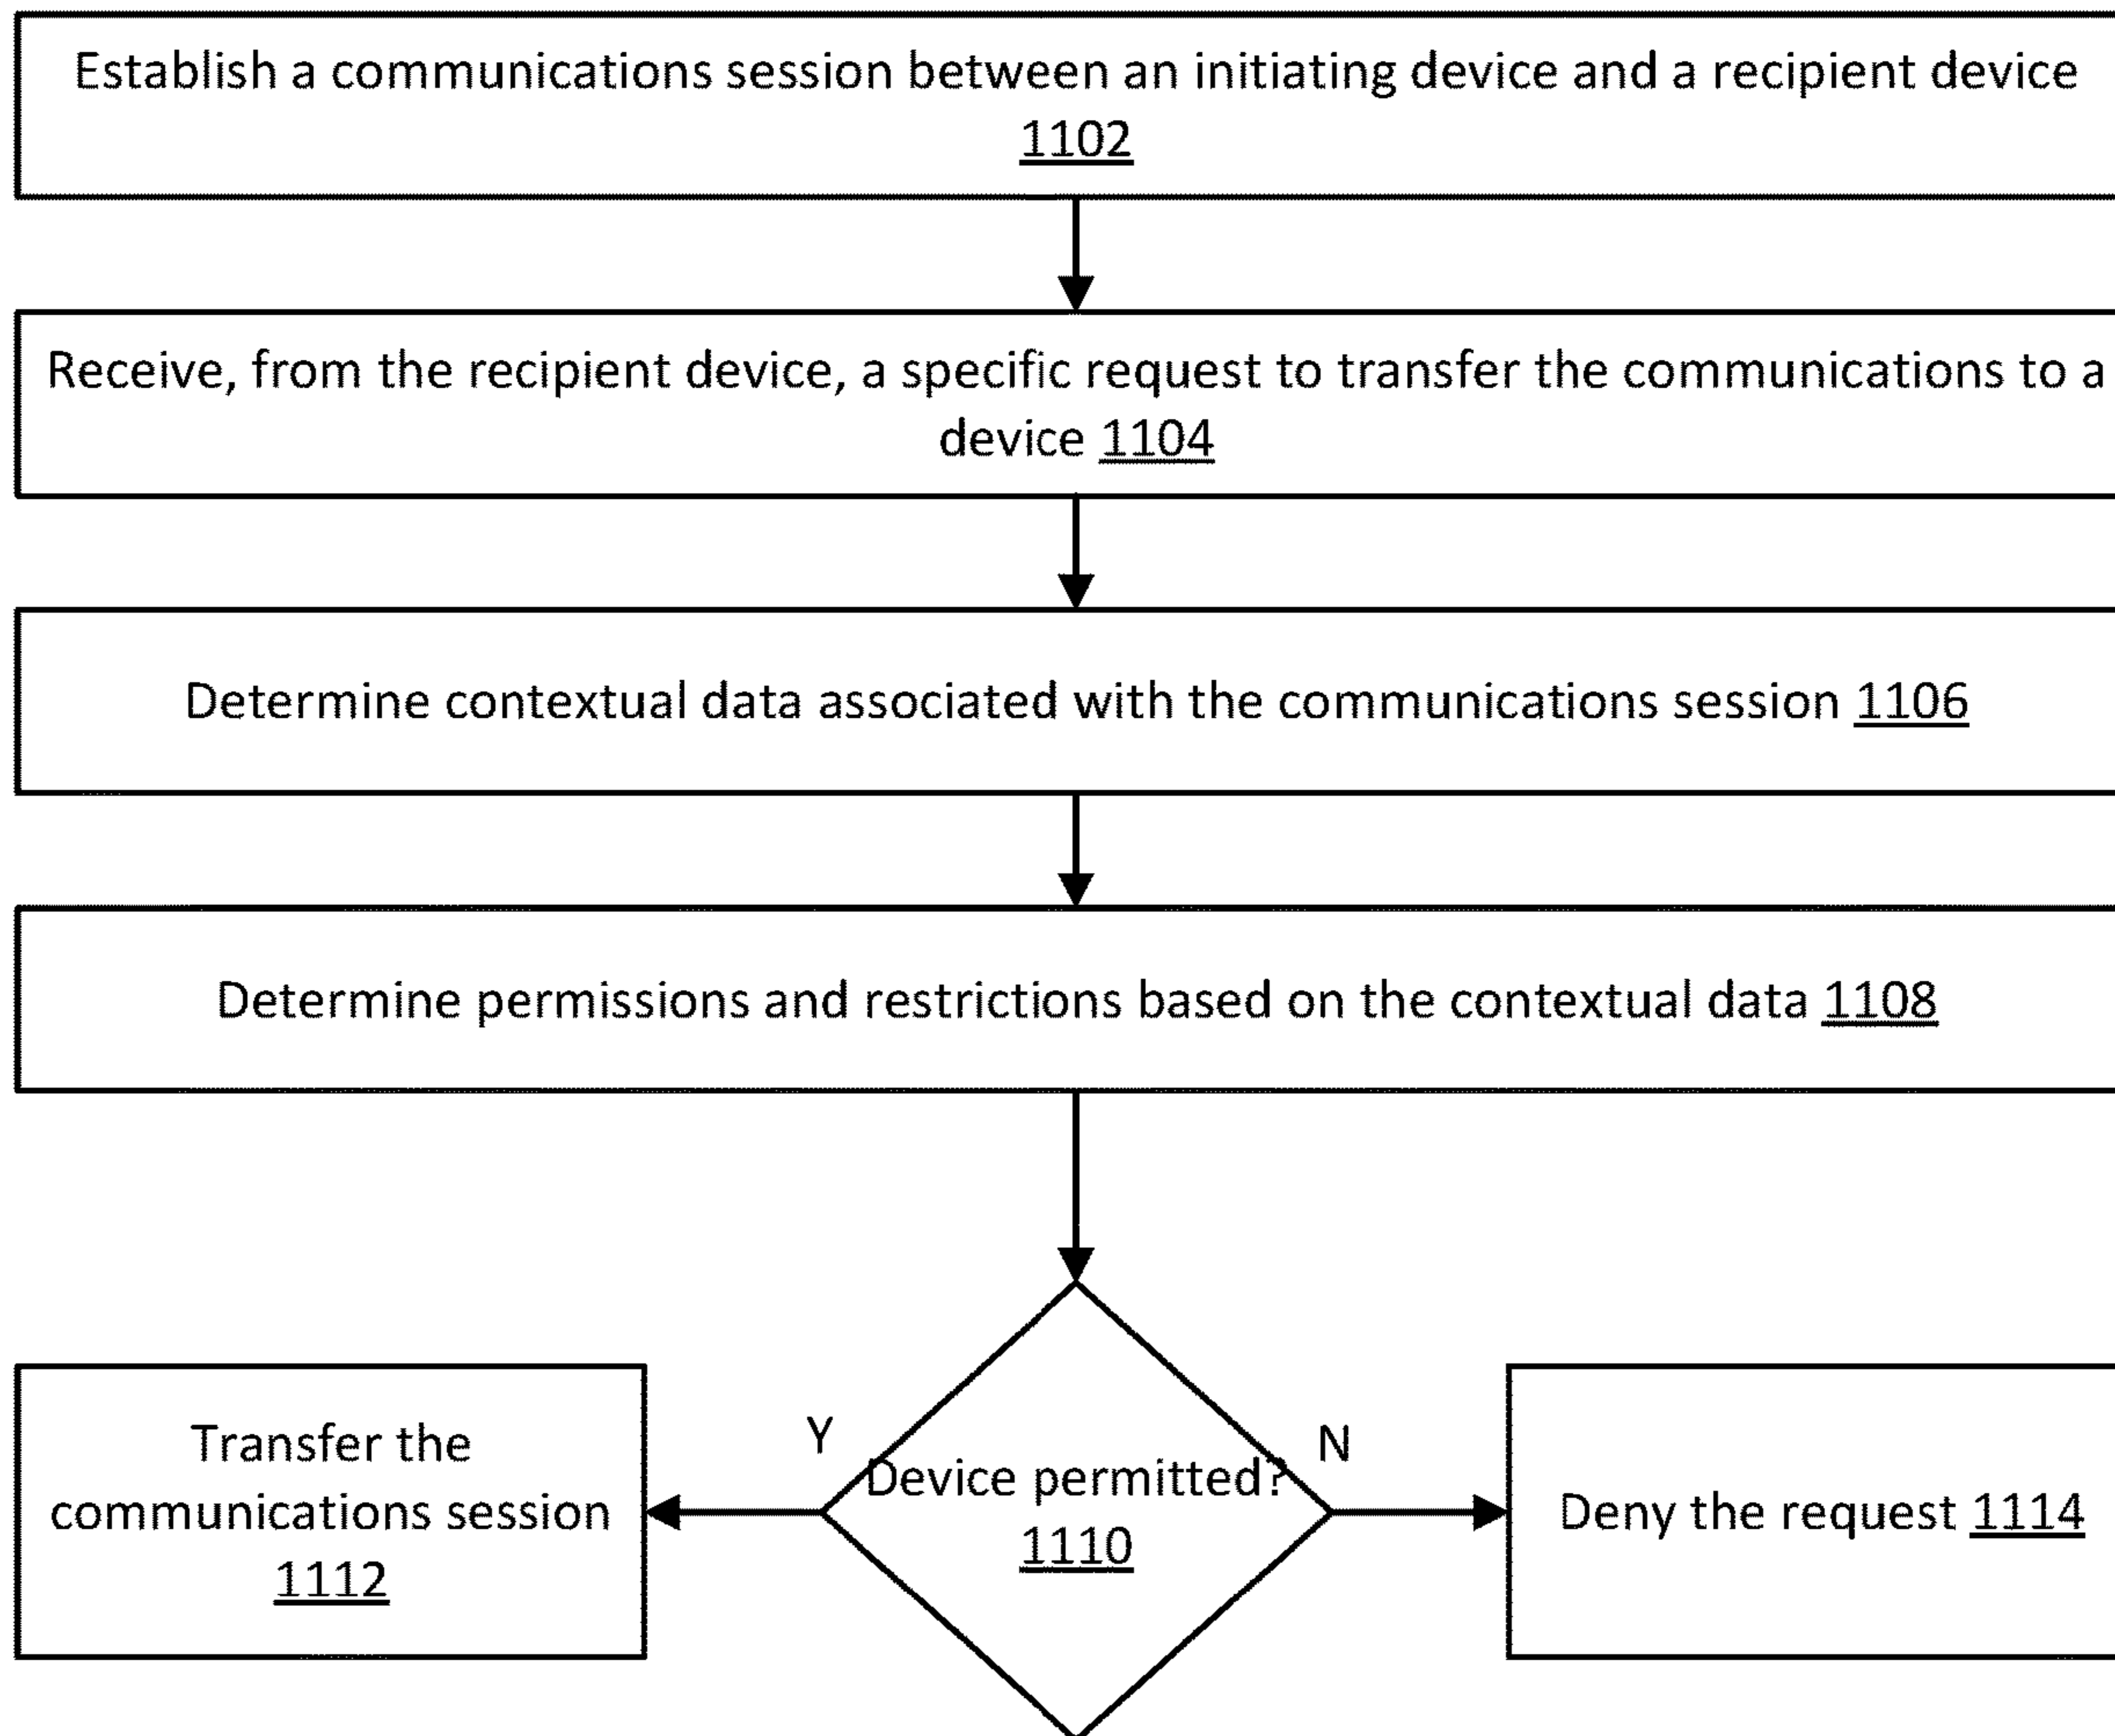 Establish a communications session between an initiating device and a recipient device
1102
Receive, from the recipient device, a specific request to transfer the communications to a
device 1104
Determine contextual data associated with the communications session 1106
Determine permissions and restrictions based on the contextual data 1108
Transfer the
communications session
1112
Y
Device permitted?
1110
N
Deny the request 1114